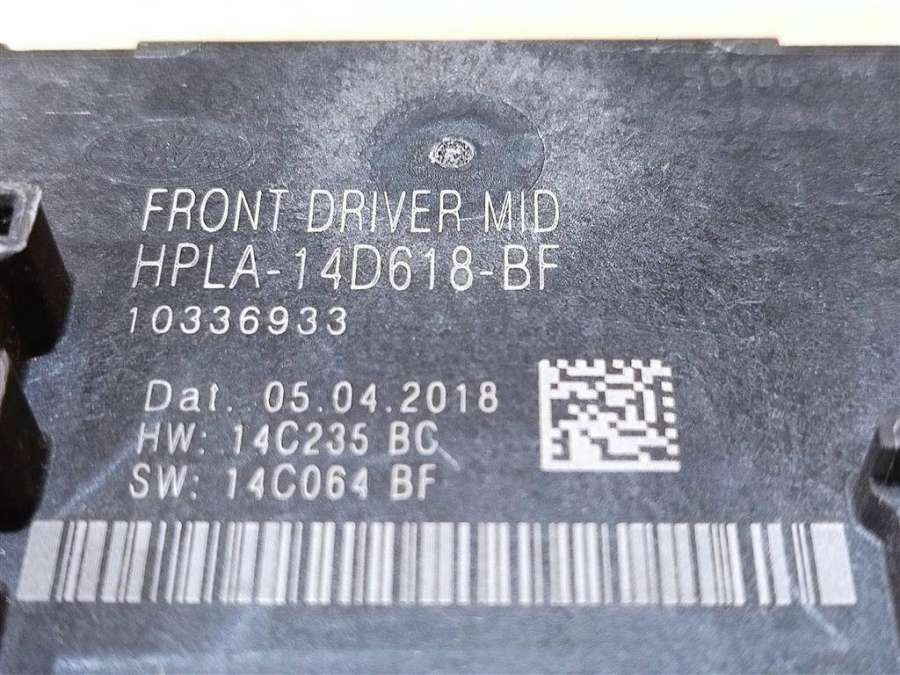 FRONT DRIVER MID
HPLA-14D618-BF
10336933
Dat. 05.04.2018
HW: 14C235 BC
SW: 14C064 BF